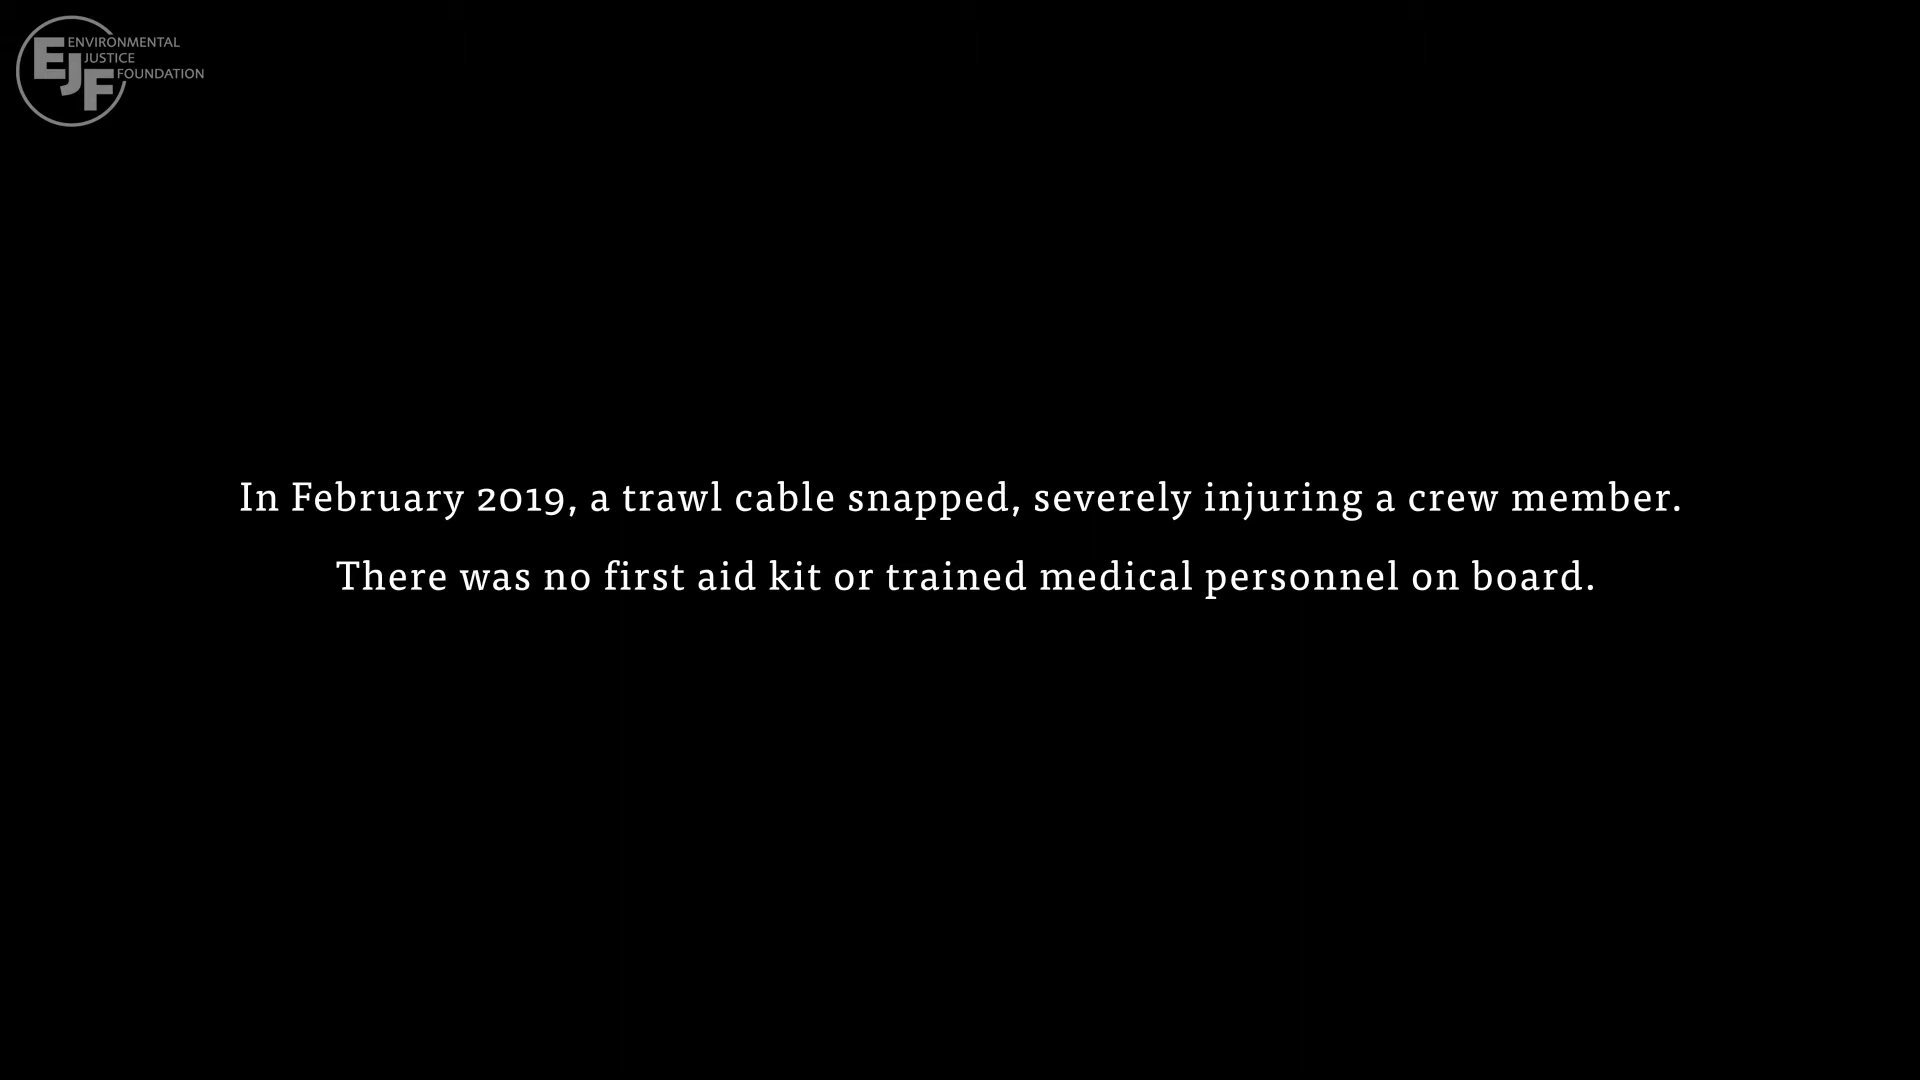 EJF
ENVIRONMENTAL
JUSTICE
FOUNDATION
In February 2019, a trawl cable snapped, severely injuring a crew member.
There was no first aid kit or trained medical personnel on board.